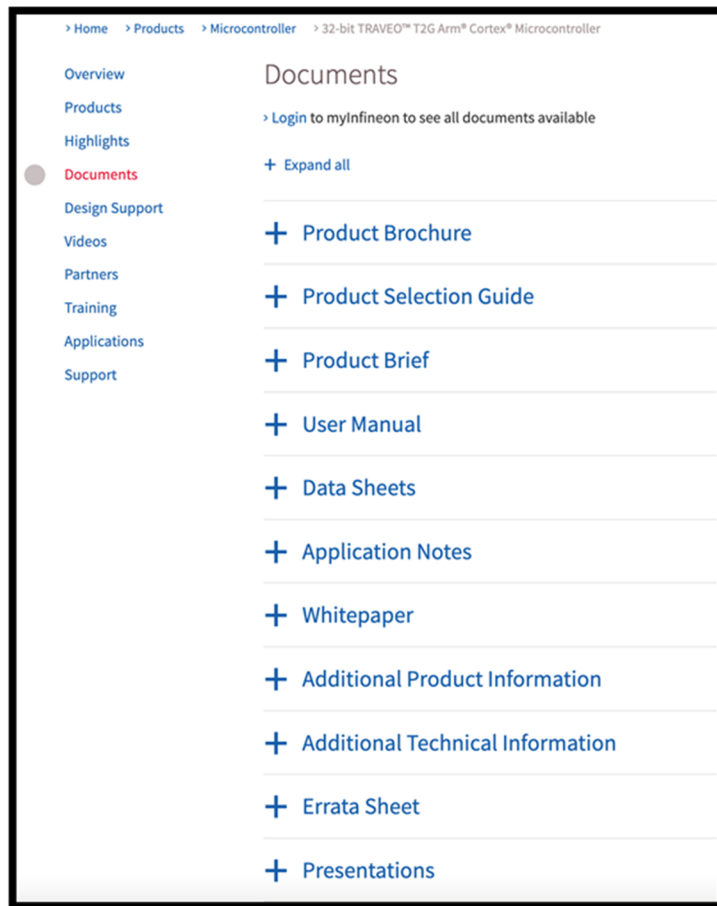 > Home > Products > Microcontroller > 32-bit TRAVEO™ T2G Arm® Cortex® Microcontroller
Overview
Products
Highlights
Documents
Design Support
Videos
Partners
Training
Applications
Support
Documents
> Login to myInfineon to see all documents available
+ Expand all
+ Product Brochure
+ Product Selection Guide
+ Product Brief
+ User Manual
+ Data Sheets
+ Application Notes
+ Whitepaper
+ Additional Product Information
+ Additional Technical Information
+ Errata Sheet
+ Presentations